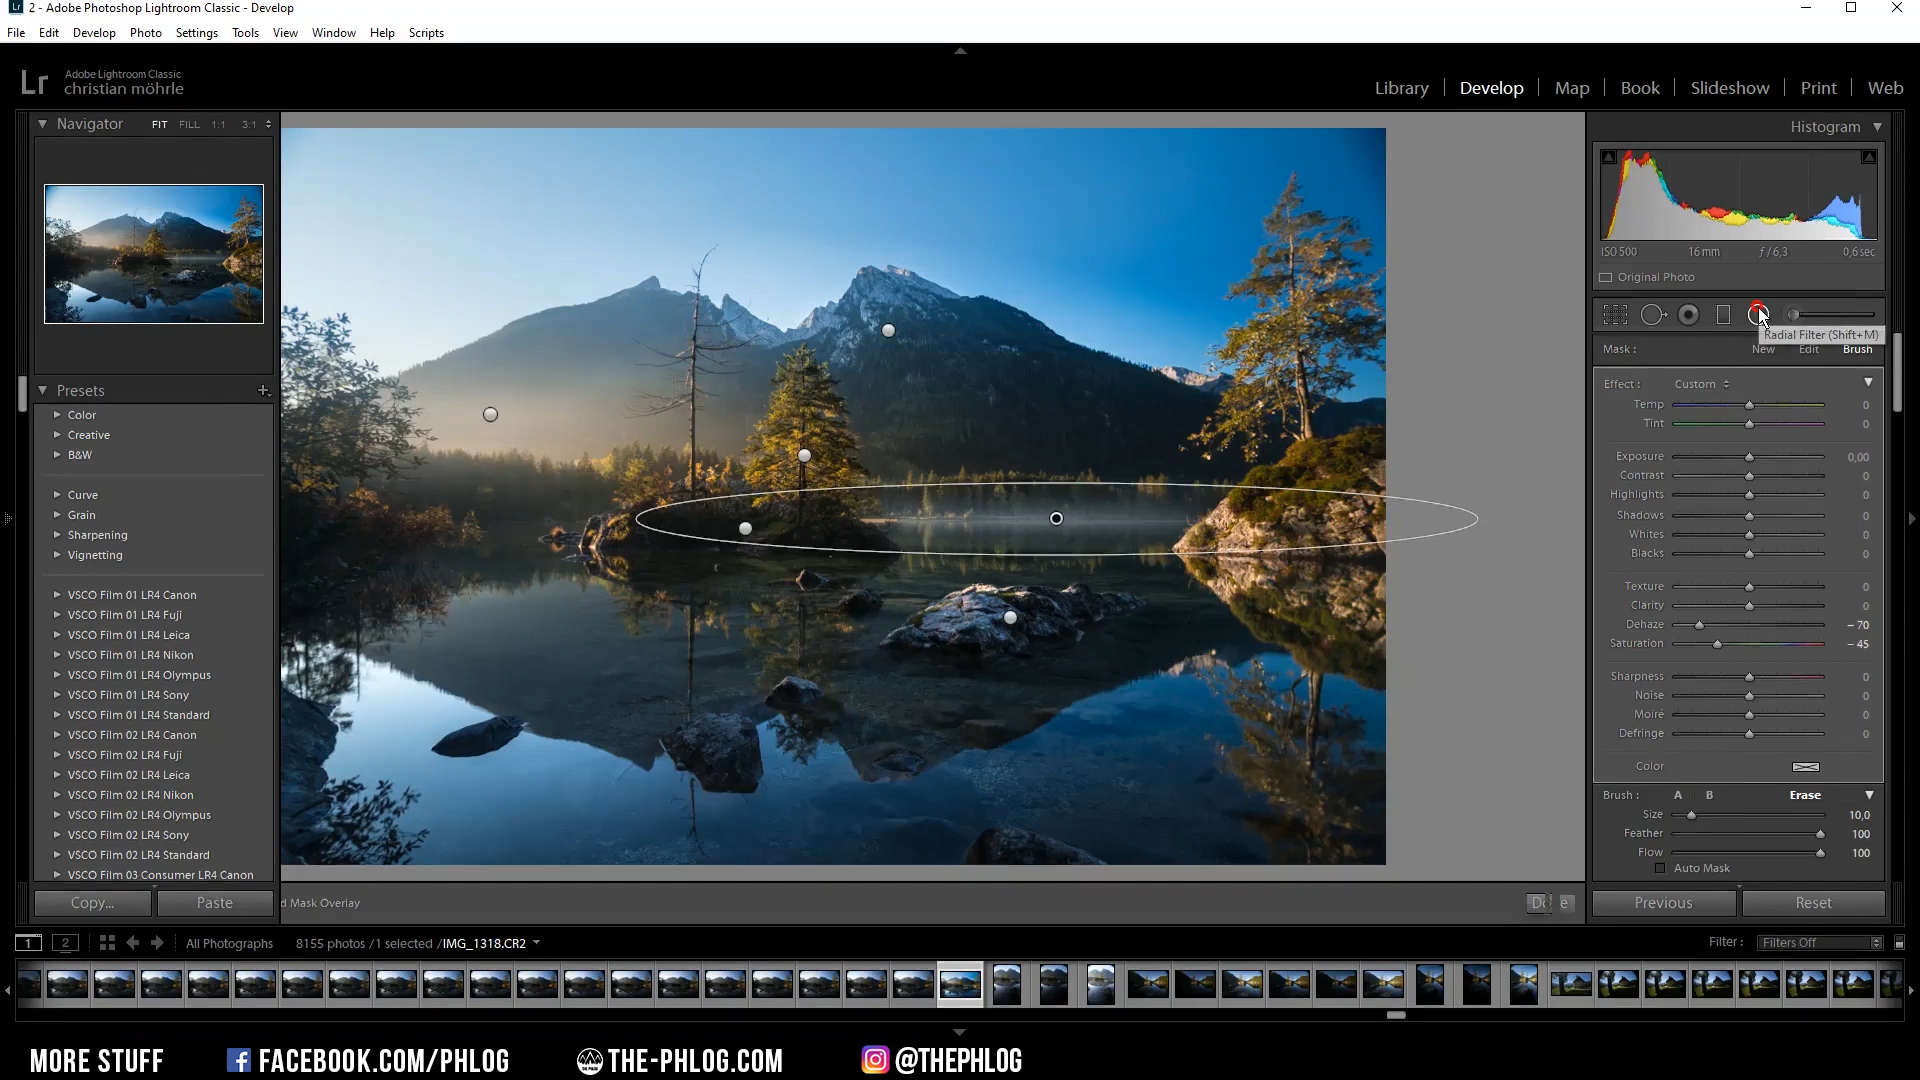 Lr 2 - Adobe Photoshop Lightroom Classic - Develop
File Edit Develop Photo Settings Tools View Window Help Scripts
Lr Adobe Lightroom Classic
christian möhrle
Library Develop Map Book Slideshow Print Web
Navigator FIT FILL 1:1 3:1
Histogram
ISO 500 16 mm ƒ / 6,3 0,6 sec
Original Photo
Radial Filter (Shift+M)
Mask : New Edit Brush
Effect : Custom
Temp 0
Tint 0
Exposure 0,00
Contrast 0
Highlights 0
Shadows 0
Whites 0
Blacks 0
Texture 0
Clarity 0
Dehaze – 70
Saturation – 45
Sharpness 0
Noise 0
Moiré 0
Defringe 0
Color
Brush : A B Erase
Size 10,0
Feather 100
Flow 100
Auto Mask
Presets
Color
Creative
B&W
Curve
Grain
Sharpening
Vignetting
VSCO Film 01 LR4 Canon
VSCO Film 01 LR4 Fuji
VSCO Film 01 LR4 Leica
VSCO Film 01 LR4 Nikon
VSCO Film 01 LR4 Olympus
VSCO Film 01 LR4 Sony
VSCO Film 01 LR4 Standard
VSCO Film 02 LR4 Canon
VSCO Film 02 LR4 Fuji
VSCO Film 02 LR4 Leica
VSCO Film 02 LR4 Nikon
VSCO Film 02 LR4 Olympus
VSCO Film 02 LR4 Sony
VSCO Film 02 LR4 Standard
VSCO Film 03 Consumer LR4 Canon
Copy... Paste
d Mask Overlay
Previous Reset
1 2 All Photographs 8155 photos / 1 selected / IMG_1318.CR2
Filter : Filters Off
MORE STUFF FACEBOOK.COM/PHLOG THE-PHLOG.COM @THEPHLOG